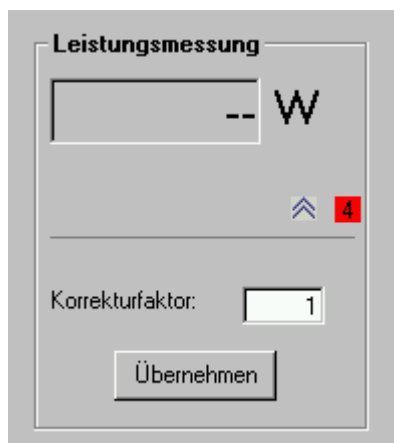 Leistungsmessung
-- W
4
Korrekturfaktor: 1
Übernehmen